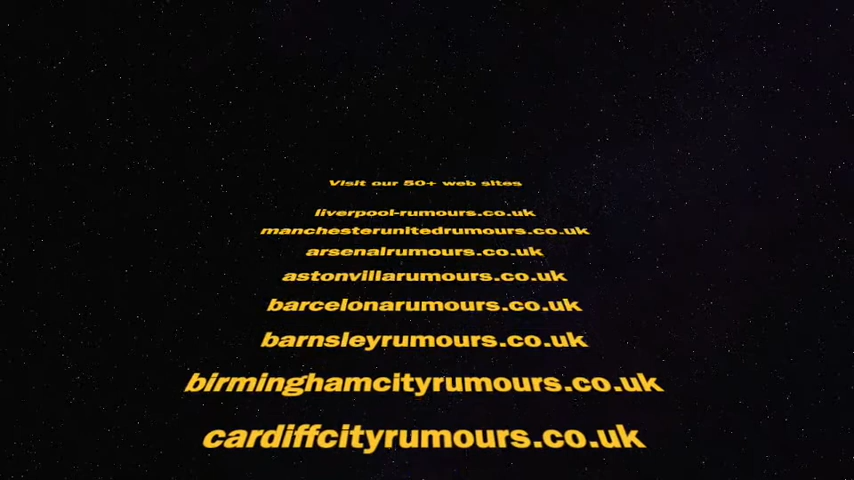 Visit our 50+ web sites
liverpool-rumours.co.uk
manchesterunitedrumours.co.uk
arsenalrumours.co.uk
astonvillarumours.co.uk
barcelonarumours.co.uk
barnsleyrumours.co.uk
birminghamcityrumours.co.uk
cardiffcityrumours.co.uk